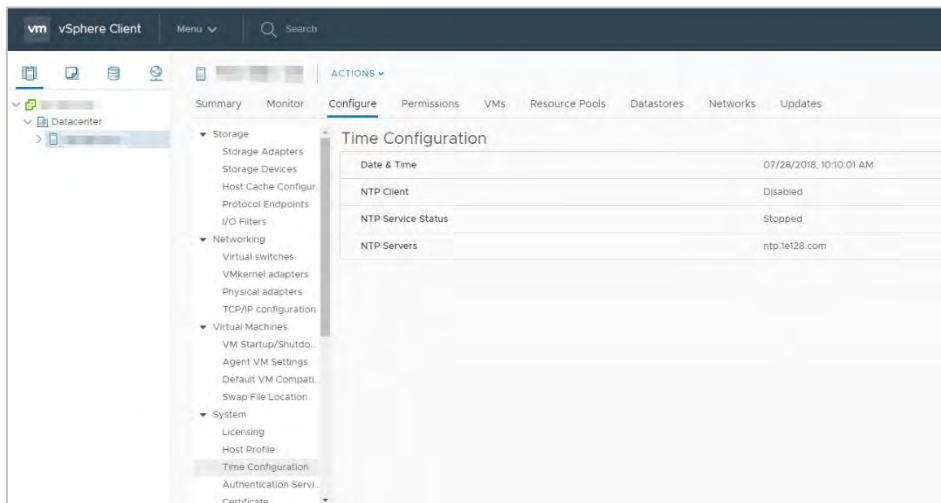 vm vSphere Client Menu Search
ACTIONS
Summary Monitor Configure Permissions VMs Resource Pools Datastores Networks Updates
Datacenter
Storage
Storage Adapters
Storage Devices
Host Cache Configur..
Protocol Endpoints
I/O Filters
Networking
Virtual switches
VMkernel adapters
Physical adapters
TCP/IP configuration
Virtual Machines
VM Startup/Shutdo...
Agent VM Settings
Default VM Compati...
Swap File Location
System
Licensing
Host Profile
Time Configuration
Authentication Servi...
Certificate
Time Configuration
Date & Time 07/28/2018, 10:10:01 AM
NTP Client Disabled
NTP Service Status Stopped
NTP Servers ntp.1e128.com